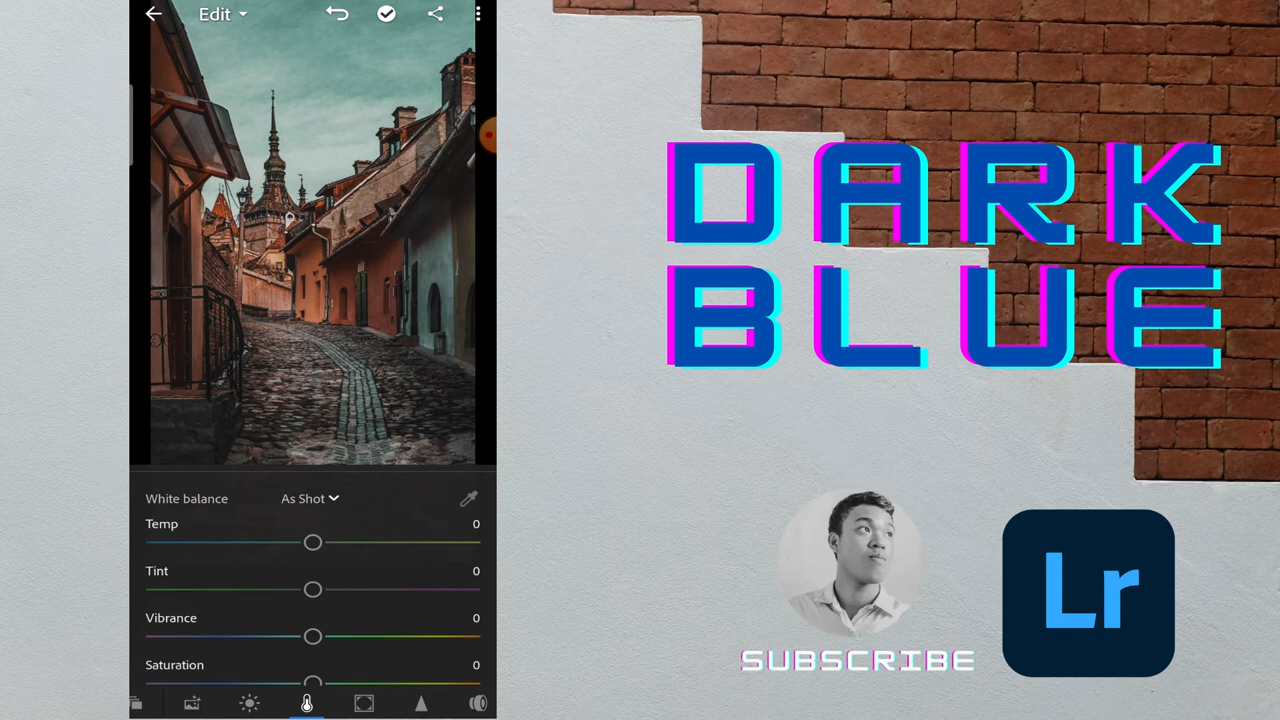 Edit
DARK
BLUE
White balance
As Shot
Temp
0
Tint
0
Vibrance
0
Saturation
0
SUBSCRIBE
Lr